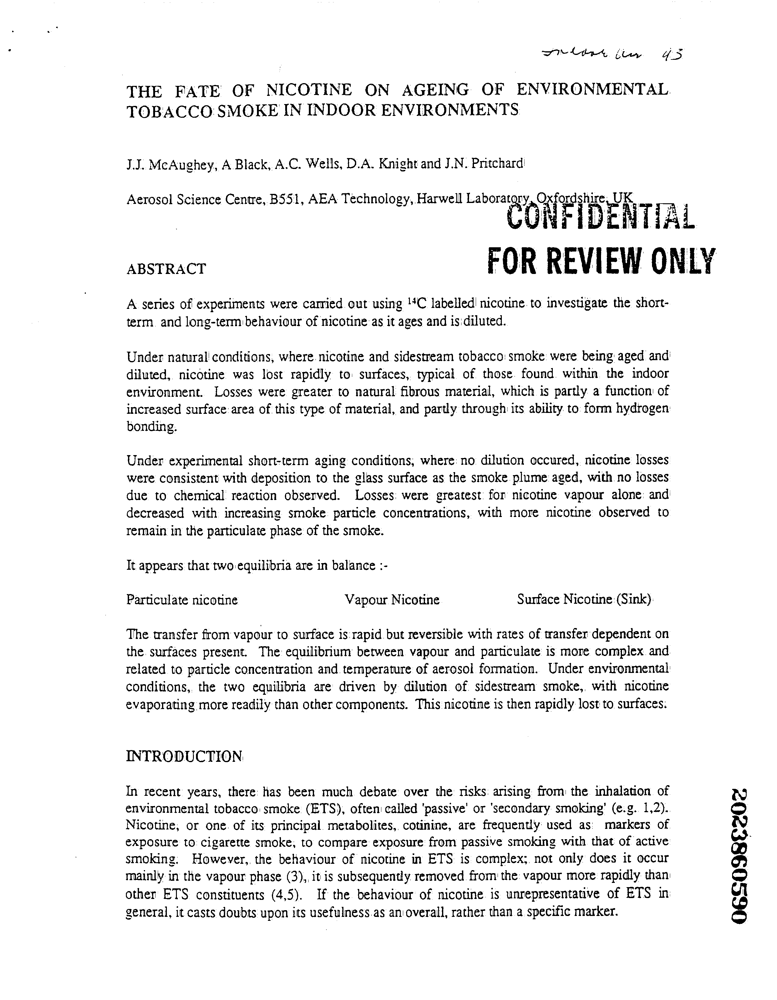 93
THE FATE OF NICOTINE ON AGEING OF ENVIRONMENTAL
TOBACCO SMOKE IN INDOOR ENVIRONMENTS
J.J. McAughey, A Black, A.C. Wells, D.A. Knight and J.N. Pritchard
Aerosol Science Centre, B551, AEA Technology, Harwell Laboratory, Oxfordshire, UK
CONFIDENTIAL
FOR REVIEW ONLY
ABSTRACT
A series of experiments were carried out using ¹⁴C labelled nicotine to investigate the short-
term and long-term behaviour of nicotine as it ages and is diluted.
Under natural conditions, where nicotine and sidestream tobacco smoke were being aged and
diluted, nicotine was lost rapidly to surfaces, typical of those found within the indoor
environment. Losses were greater to natural fibrous material, which is partly a function of
increased surface area of this type of material, and partly through its ability to form hydrogen
bonding.
Under experimental short-term aging conditions, where no dilution occured, nicotine losses
were consistent with deposition to the glass surface as the smoke plume aged, with no losses
due to chemical reaction observed. Losses were greatest for nicotine vapour alone and
decreased with increasing smoke particle concentrations, with more nicotine observed to
remain in the particulate phase of the smoke.
It appears that two equilibria are in balance :-
Particulate nicotine Vapour Nicotine Surface Nicotine (Sink)
The transfer from vapour to surface is rapid but reversible with rates of transfer dependent on
the surfaces present. The equilibrium between vapour and particulate is more complex and
related to particle concentration and temperature of aerosol formation. Under environmental
conditions, the two equilibria are driven by dilution of sidestream smoke, with nicotine
evaporating more readily than other components. This nicotine is then rapidly lost to surfaces.
INTRODUCTION
In recent years, there has been much debate over the risks arising from the inhalation of
environmental tobacco smoke (ETS), often called 'passive' or 'secondary smoking' (e.g. 1,2).
Nicotine, or one of its principal metabolites, cotinine, are frequently used as markers of
exposure to cigarette smoke, to compare exposure from passive smoking with that of active
smoking. However, the behaviour of nicotine in ETS is complex; not only does it occur
mainly in the vapour phase (3), it is subsequently removed from the vapour more rapidly than
other ETS constituents (4,5). If the behaviour of nicotine is unrepresentative of ETS in
general, it casts doubts upon its usefulness as an overall, rather than a specific marker.
2023860590